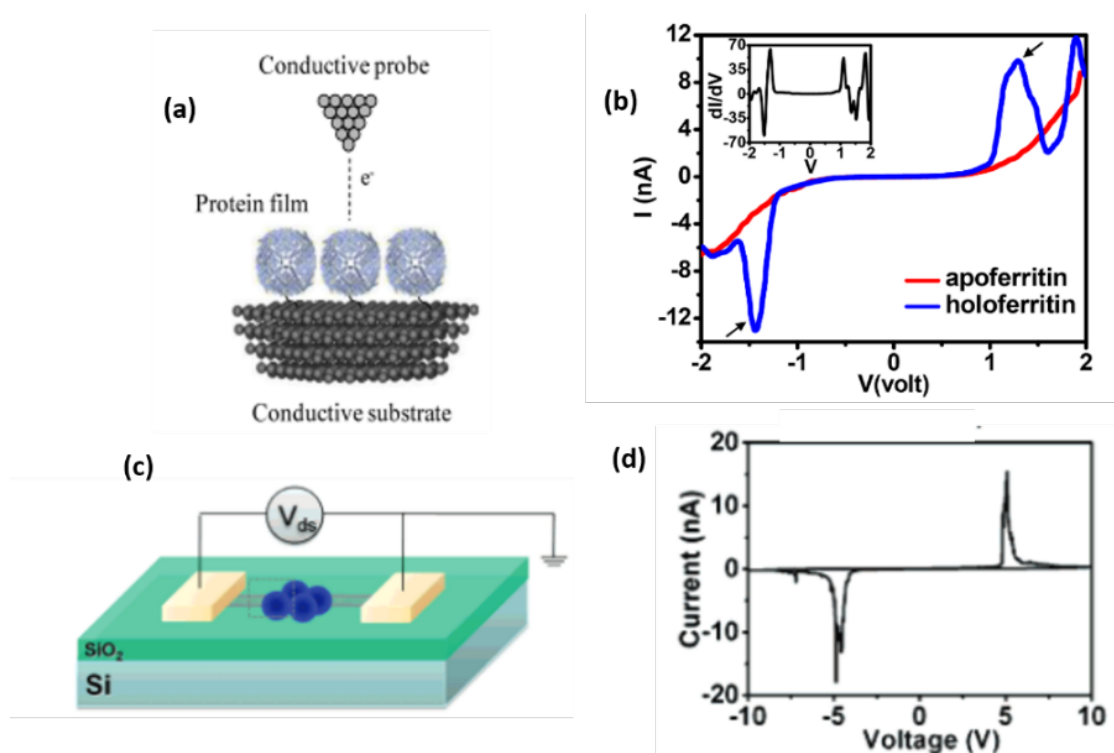 (a)
Conductive probe
e-
Protein film
Conductive substrate
(b)
12
8
4
0
-4
-8
-12
I (nA)
-2
-1
0
1
2
V(volt)
70
35
0
-35
-70
dI/dV
-2
-1
0
1
2
V
apoferritin
holoferritin
(c)
Vds
SiO2
Si
(d)
20
10
0
-10
-20
Current (nA)
-10
-5
0
5
10
Voltage (V)